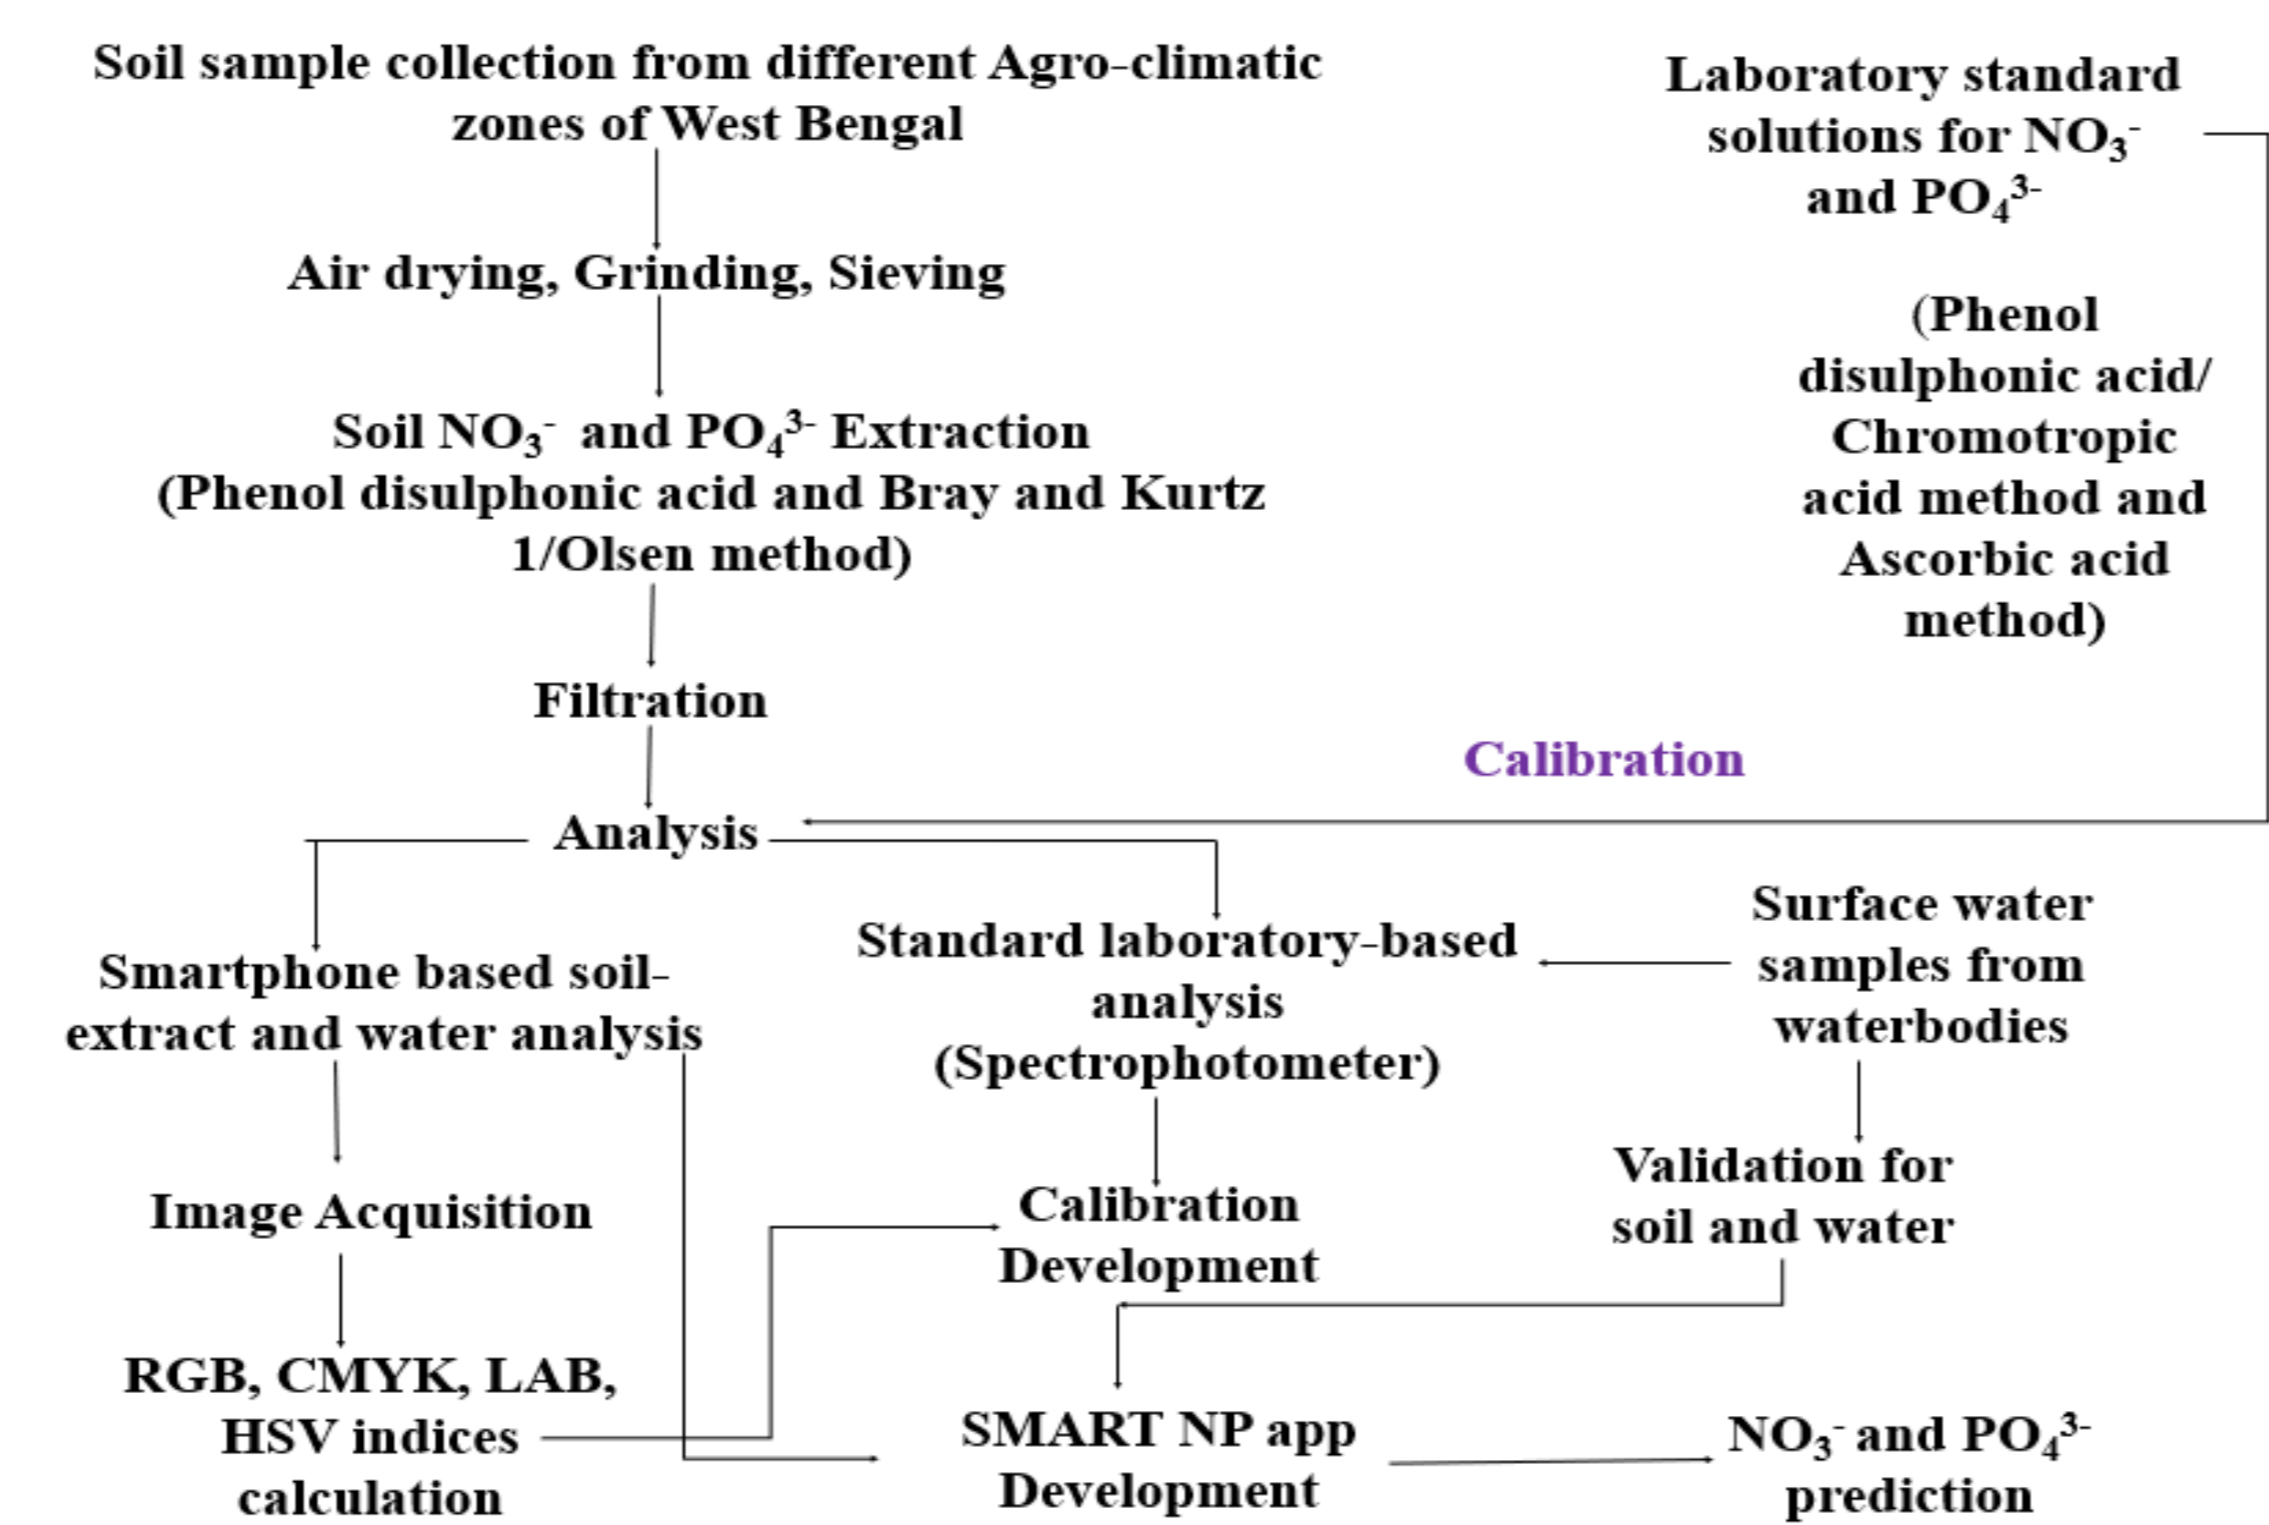 Soil sample collection from different Agro-climatic
zones of West Bengal
Air drying, Grinding, Sieving
Soil NO₃⁻ and PO₄³⁻ Extraction
(Phenol disulphonic acid and Bray and Kurtz
1/Olsen method)
Filtration
Analysis
Laboratory standard
solutions for NO₃⁻
and PO₄³⁻
(Phenol
disulphonic acid/
Chromotropic
acid method and
Ascorbic acid
method)
Calibration
Smartphone based soil-
extract and water analysis
Image Acquisition
RGB, CMYK, LAB,
HSV indices
calculation
Standard laboratory-based
analysis
(Spectrophotometer)
Calibration
Development
Surface water
samples from
waterbodies
Validation for
soil and water
SMART NP app
Development
NO₃⁻ and PO₄³⁻
prediction